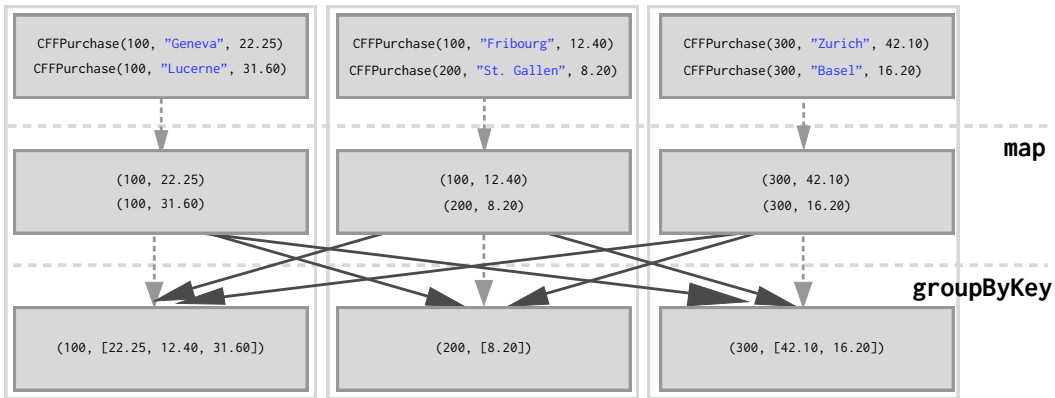 CFFPurchase(100, ”Geneva”, 22.25)
CFFPurchase(100, ”Lucerne”, 31.60)
CFFPurchase(100, ”Fribourg”, 12.40)
CFFPurchase(200, ”St. Gallen”, 8.20)
CFFPurchase(300, ”Zurich”, 42.10)
CFFPurchase(300, ”Basel”, 16.20)
map
(100, 22.25)
(100, 31.60)
(100, 12.40)
(200, 8.20)
(300, 42.10)
(300, 16.20)
groupByKey
(100, [22.25, 12.40, 31.60])
(200, [8.20])
(300, [42.10, 16.20])